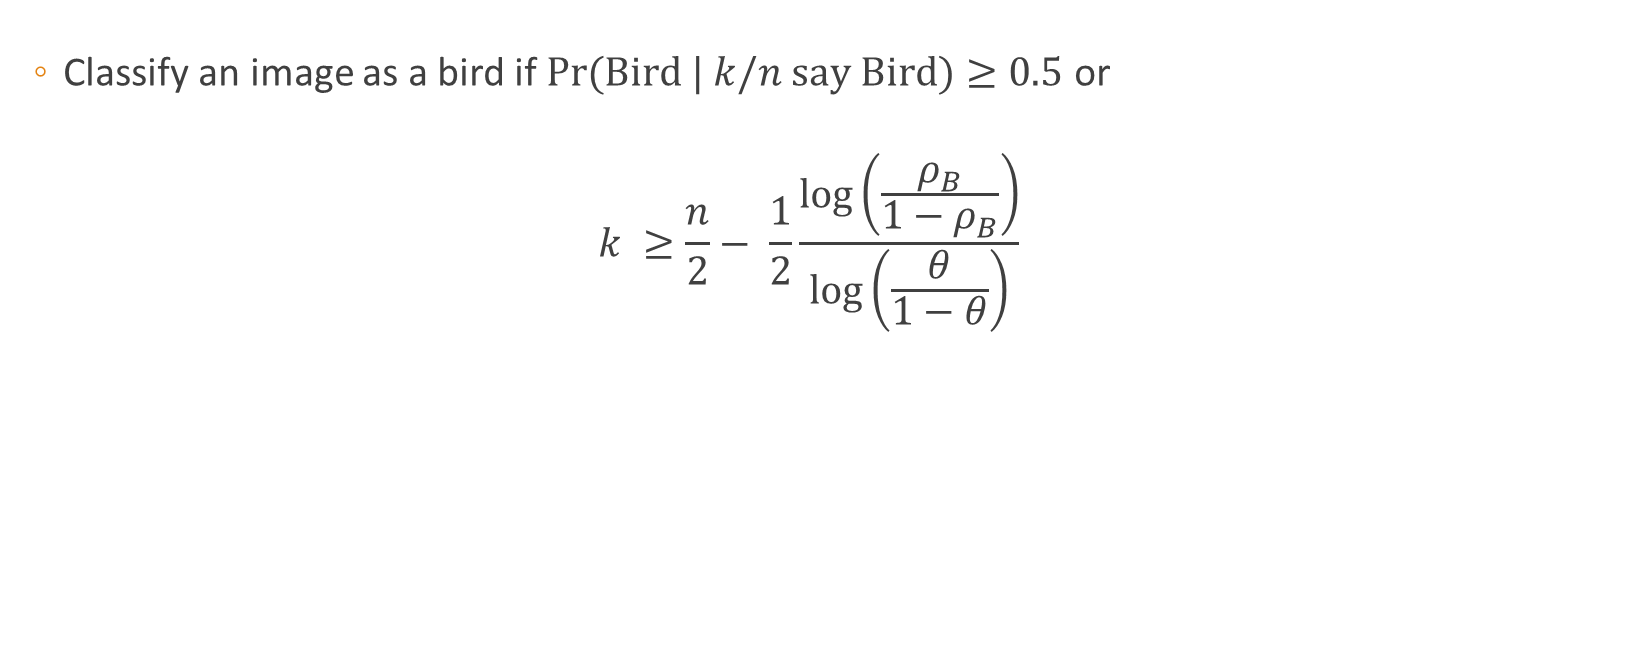 ◦ Classify an image as a bird if Pr(Bird | k/n say Bird) ≥ 0.5 or
k ≥ n/2 − 1/2 log(ρ_B/(1 − ρ_B))/log(θ/(1 − θ))